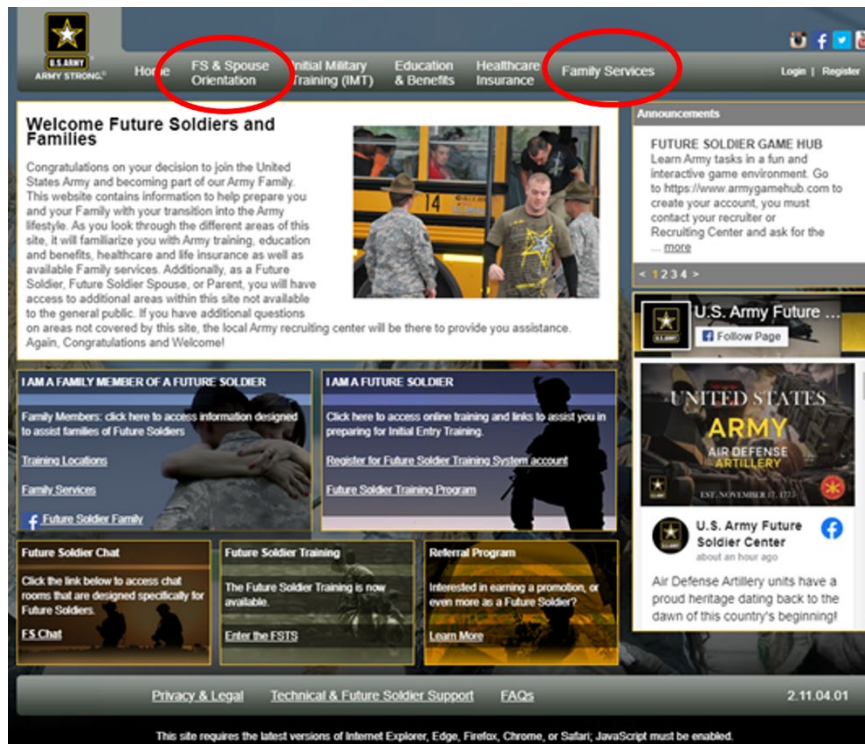 U.S.ARMY
ARMY STRONG.®
Home
FS & Spouse
Orientation
Initial Military
Training (IMT)
Education
& Benefits
Healthcare
Insurance
Family Services
Login | Register
Welcome Future Soldiers and
Families
Congratulations on your decision to join the United
States Army and becoming part of our Army Family.
This website contains information to help prepare you
and your Family with your transition into the Army
lifestyle. As you look through the different areas of this
site, it will familiarize you with Army training, education
and benefits, healthcare and life insurance as well as
available Family services. Additionally, as a Future
Soldier, Future Soldier Spouse, or Parent, you will have
access to additional areas within this site not available
to the general public. If you have additional questions
on areas not covered by this site, the local Army recruiting center will be there to provide you assistance.
Again, Congratulations and Welcome!
14
Announcements
FUTURE SOLDIER GAME HUB
Learn Army tasks in a fun and
interactive game environment. Go
to https://www.armygamehub.com to
create your account, you must
contact your recruiter or
Recruiting Center and ask for the
... more
< 1 2 3 4 >
U.S. Army Future ...
Follow Page
UNITED STATES
ARMY
AIR DEFENSE
ARTILLERY
EST. NOVEMBER 17, 1775
U.S. Army Future
Soldier Center
about an hour ago
Air Defense Artillery units have a
proud heritage dating back to the
dawn of this country's beginning!
I AM A FAMILY MEMBER OF A FUTURE SOLDIER
Family Members: click here to access information designed
to assist families of Future Soldiers
Training Locations
Family Services
Future Soldier Family
I AM A FUTURE SOLDIER
Click here to access online training and links to assist you in
preparing for Initial Entry Training.
Register for Future Soldier Training System account
Future Soldier Training Program
Future Soldier Chat
Click the link below to access chat
rooms that are designed specifically for
Future Soldiers.
FS Chat
Future Soldier Training
The Future Soldier Training is now
available.
Enter the FSTS
Referral Program
Interested in earning a promotion, or
even more as a Future Soldier?
Learn More
Privacy & Legal
Technical & Future Soldier Support
FAQs
2.11.04.01
This site requires the latest versions of Internet Explorer, Edge, Firefox, Chrome, or Safari; JavaScript must be enabled.